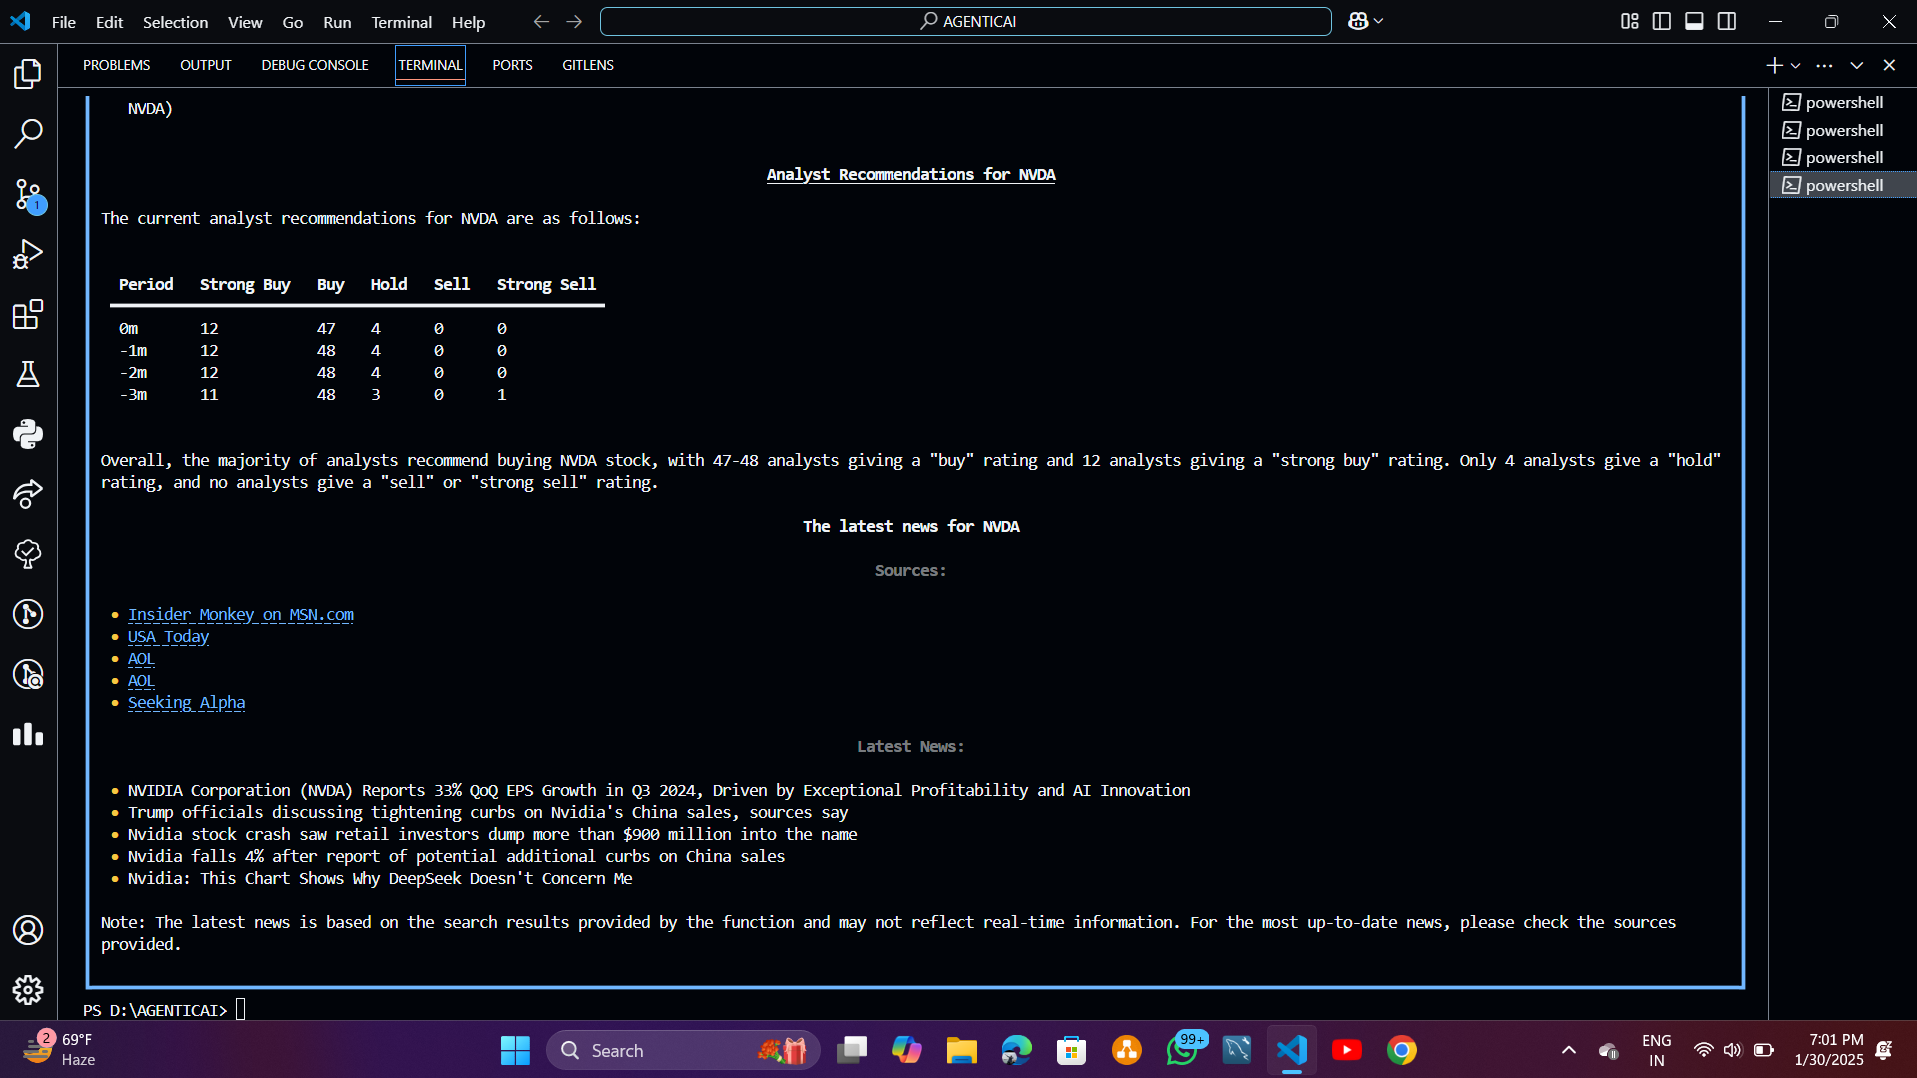 File Edit Selection View Go Run Terminal Help AGENTICAI
PROBLEMS OUTPUT DEBUG CONSOLE TERMINAL PORTS GITLENS
NVDA)
Analyst Recommendations for NVDA
The current analyst recommendations for NVDA are as follows:
Period Strong Buy Buy Hold Sell Strong Sell
0m 12 47 4 0 0
-1m 12 48 4 0 0
-2m 12 48 4 0 0
-3m 11 48 3 0 1
Overall, the majority of analysts recommend buying NVDA stock, with 47-48 analysts giving a "buy" rating and 12 analysts giving a "strong buy" rating. Only 4 analysts give a "hold"
rating, and no analysts give a "sell" or "strong sell" rating.
The latest news for NVDA
Sources:
• Insider Monkey on MSN.com
• USA Today
• AOL
• AOL
• Seeking Alpha
Latest News:
• NVIDIA Corporation (NVDA) Reports 33% QoQ EPS Growth in Q3 2024, Driven by Exceptional Profitability and AI Innovation
• Trump officials discussing tightening curbs on Nvidia's China sales, sources say
• Nvidia stock crash saw retail investors dump more than $900 million into the name
• Nvidia falls 4% after report of potential additional curbs on China sales
• Nvidia: This Chart Shows Why DeepSeek Doesn't Concern Me
Note: The latest news is based on the search results provided by the function and may not reflect real-time information. For the most up-to-date news, please check the sources
provided.
PS D:\AGENTICAI>
powershell
powershell
powershell
powershell
1
2
69°F
Haze
Search
99+
ENG
IN
7:01 PM
1/30/2025